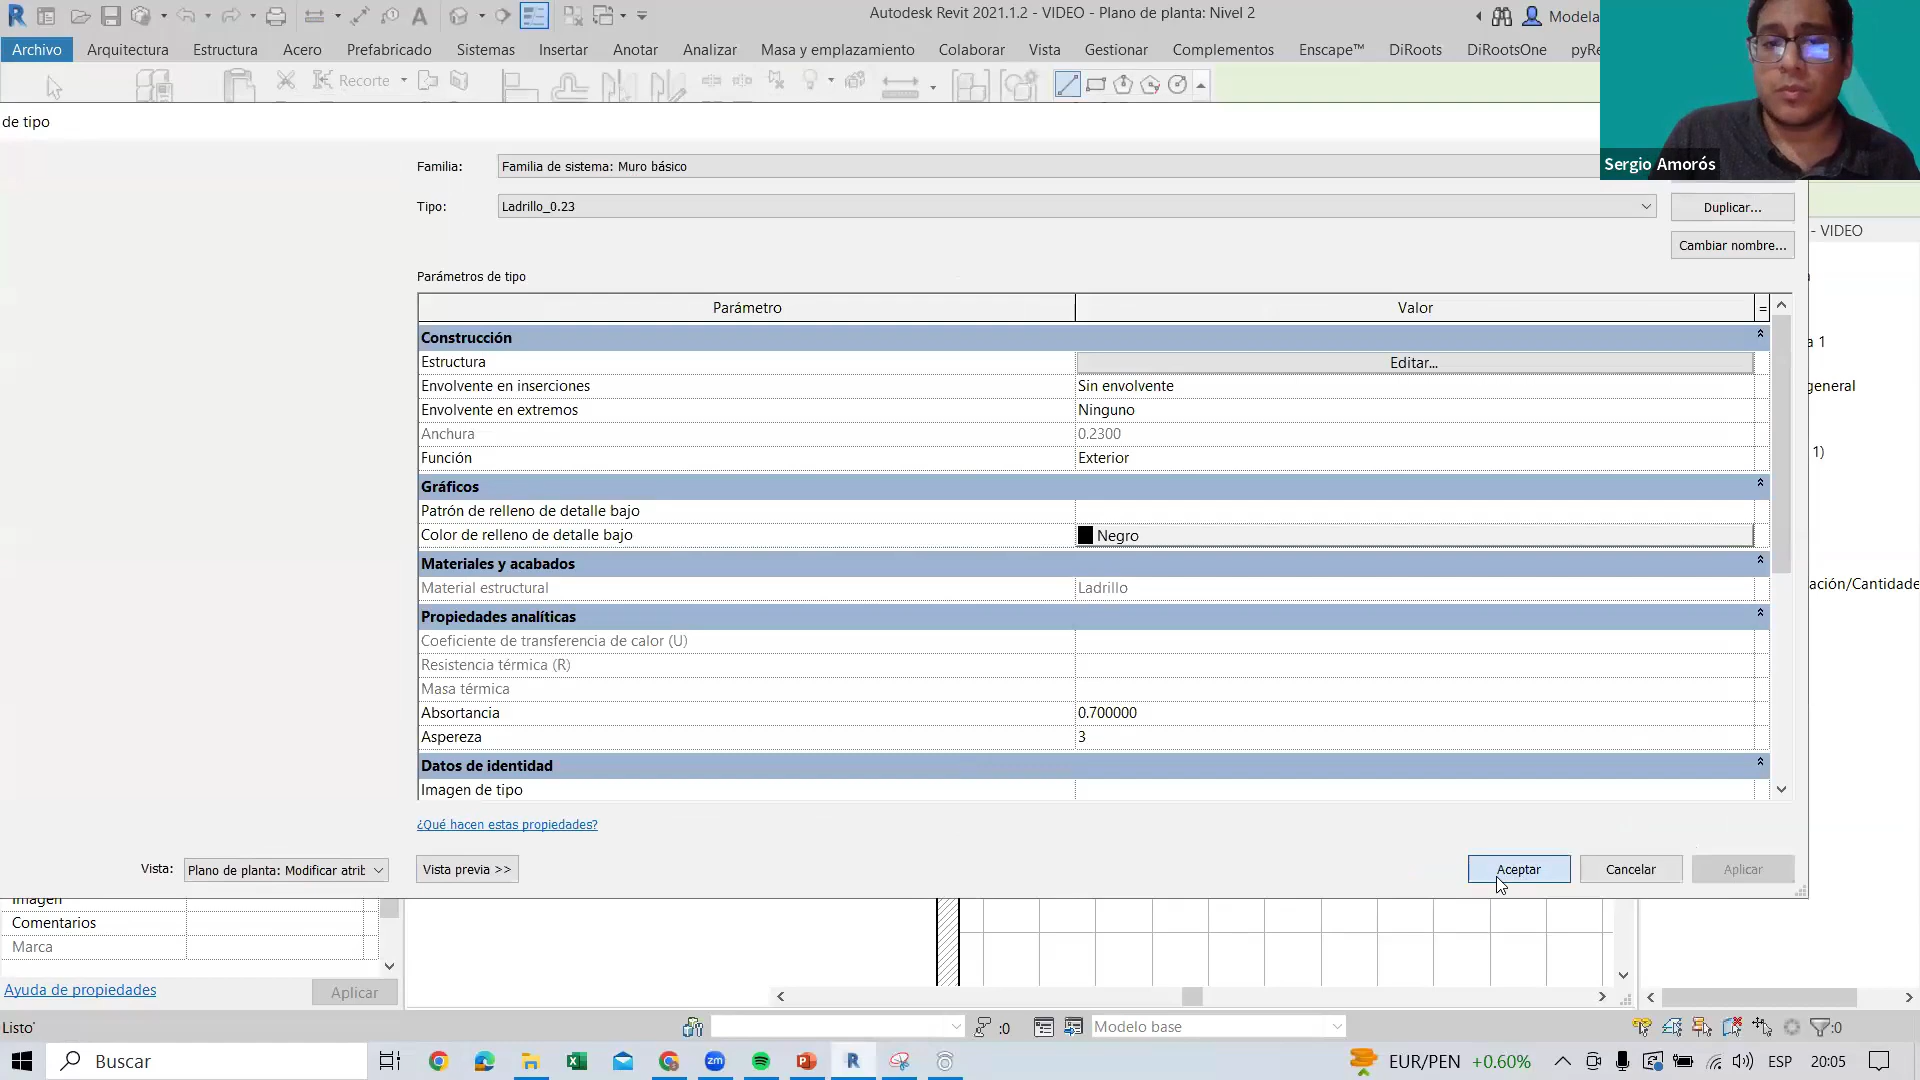 Autodesk Revit 2021.1.2 - VIDEO - Plano de planta: Nivel 2
Modela
Archivo Arquitectura Estructura Acero Prefabricado Sistemas Insertar Anotar Analizar Masa y emplazamiento Colaborar Vista Gestionar Complementos Enscape™ DiRoots DiRootsOne pyRe
Recorte
de tipo
Sergio Amorós
Familia: Familia de sistema: Muro básico
Tipo: Ladrillo_0.23
Duplicar...
- VIDEO
Cambiar nombre...
Parámetros de tipo
Parámetro Valor =
Construcción
a 1
Estructura Editar...
Envolvente en inserciones Sin envolvente
general
Envolvente en extremos Ninguno
Anchura 0.2300
1)
Función Exterior
Gráficos
Patrón de relleno de detalle bajo
Color de relleno de detalle bajo Negro
Materiales y acabados
ación/Cantidade
Material estructural Ladrillo
Propiedades analíticas
Coeficiente de transferencia de calor (U)
Resistencia térmica (R)
Masa térmica
Absortancia 0.700000
Aspereza 3
Datos de identidad
Imagen de tipo
¿Qué hacen estas propiedades?
Vista: Plano de planta: Modificar atrib
Vista previa >>
Aceptar Cancelar Aplicar
Imagen
Comentarios
Marca
Ayuda de propiedades Aplicar
Listo
:0 Modelo base :0
Buscar
EUR/PEN +0.60% ESP 20:05